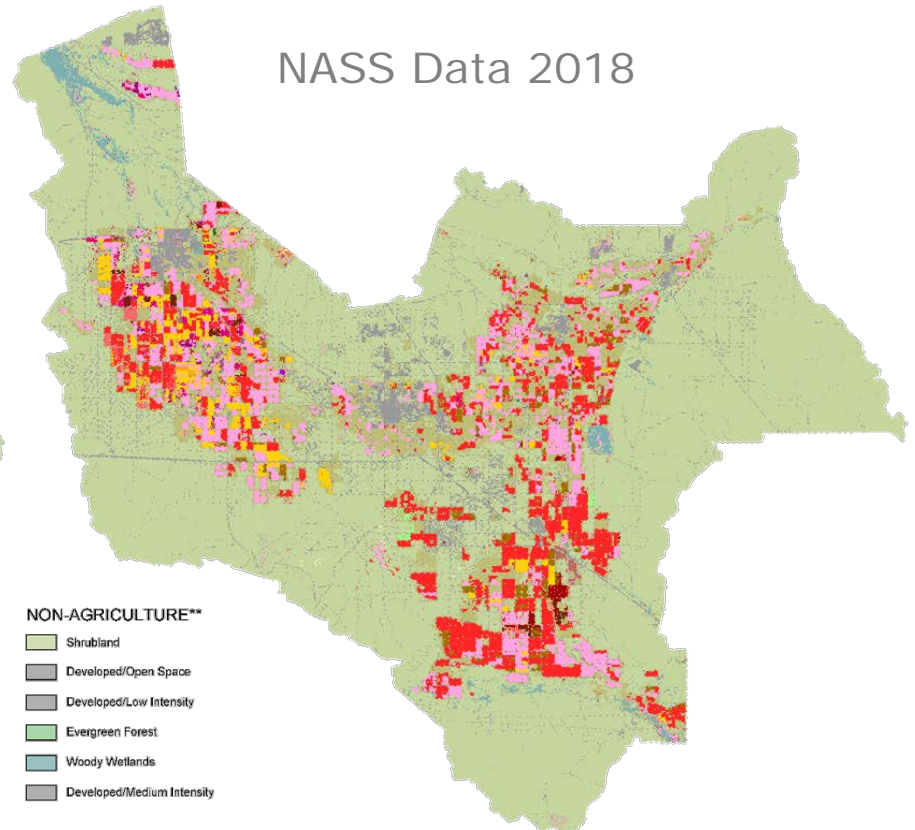 NASS Data 2018
NON-AGRICULTURE**
Shrubland
Developed/Open Space
Developed/Low Intensity
Evergreen Forest
Woody Wetlands
Developed/Medium Intensity